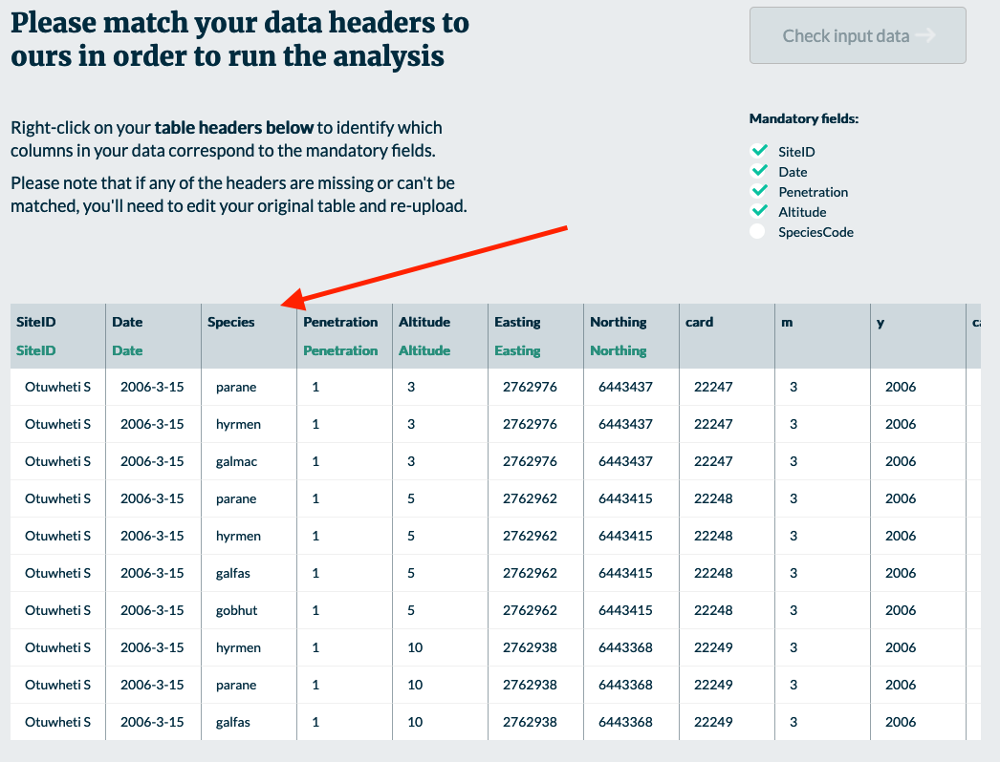 Please match your data headers to
ours in order to run the analysis
Check input data
Right-click on your table headers below to identify which
columns in your data correspond to the mandatory fields.
Please note that if any of the headers are missing or can't be
matched, you'll need to edit your original table and re-upload.
Mandatory fields:
SiteID
Date
Penetration
Altitude
SpeciesCode
SiteID Date Species Penetration Altitude Easting Northing card m y
SiteID Date Penetration Altitude Easting Northing
Otuwheti S 2006-3-15 parane 1 3 2762976 6443437 22247 3 2006
Otuwheti S 2006-3-15 hyrmen 1 3 2762976 6443437 22247 3 2006
Otuwheti S 2006-3-15 galmac 1 3 2762976 6443437 22247 3 2006
Otuwheti S 2006-3-15 parane 1 5 2762962 6443415 22248 3 2006
Otuwheti S 2006-3-15 hyrmen 1 5 2762962 6443415 22248 3 2006
Otuwheti S 2006-3-15 galfas 1 5 2762962 6443415 22248 3 2006
Otuwheti S 2006-3-15 gobhut 1 5 2762962 6443415 22248 3 2006
Otuwheti S 2006-3-15 hyrmen 1 10 2762938 6443368 22249 3 2006
Otuwheti S 2006-3-15 parane 1 10 2762938 6443368 22249 3 2006
Otuwheti S 2006-3-15 galfas 1 10 2762938 6443368 22249 3 2006